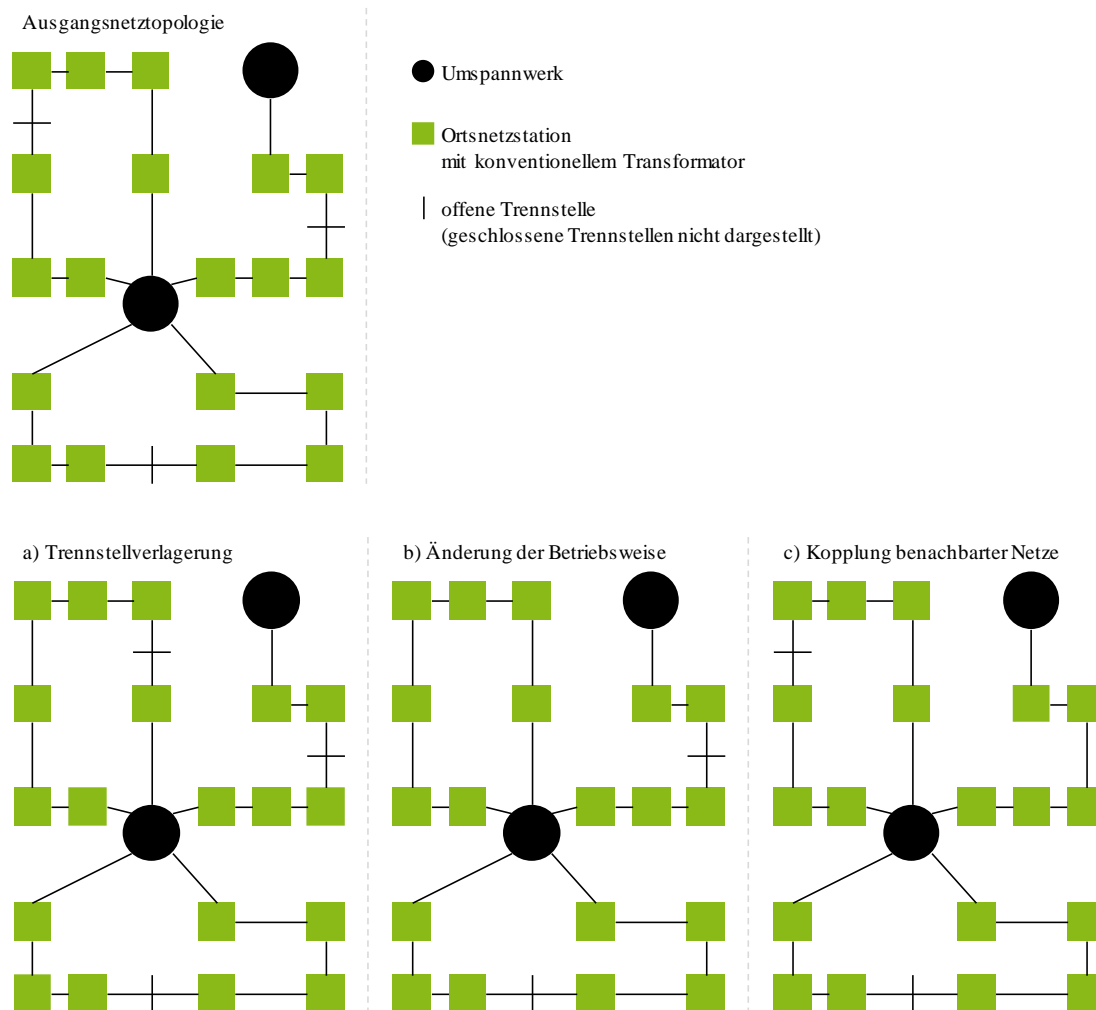 Ausgangsnetztopologie
Umspannwerk
Ortsnetzstation
mit konventionellem Transformator
offene Trennstelle
(geschlossene Trennstellen nicht dargestellt)
a) Trennstellverlagerung
b) Änderung der Betriebsweise
c) Kopplung benachbarter Netze